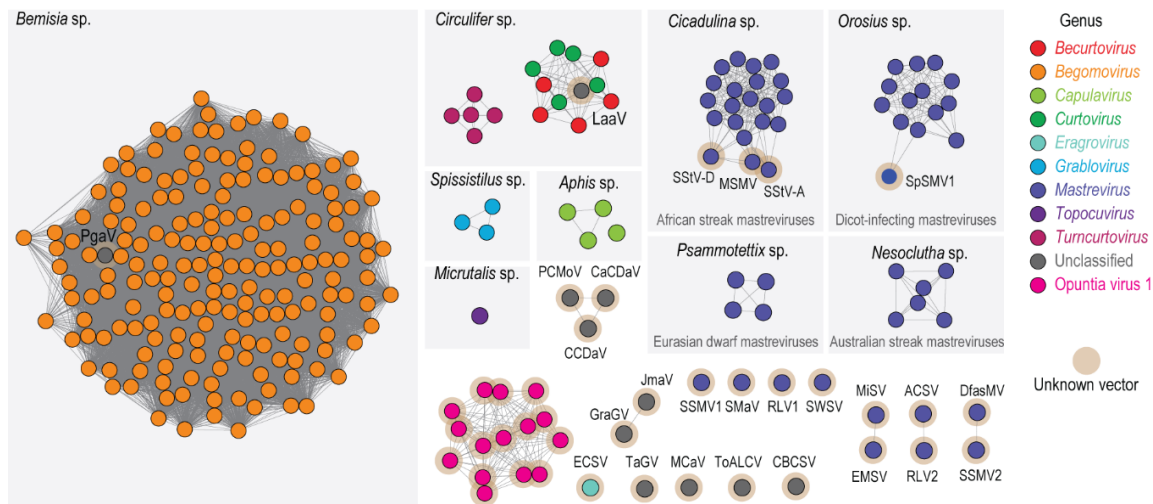 Bemisia sp.
PgaV
Circulifer sp.
LaaV
Spissistilus sp.
Aphis sp.
Micrutalis sp.
PCMoV
CaCDaV
CCDaV
Cicadulina sp.
SStV-D
MSMV
SStV-A
African streak mastreviruses
Orosius sp.
SpSMV1
Dicot-infecting mastreviruses
Psammotettix sp.
Eurasian dwarf mastreviruses
Nesoclutha sp.
Australian streak mastreviruses
JmaV
GraGV
SSMV1
SMaV
RLV1
SWSV
MiSV
ACSV
DfasMV
EMSV
RLV2
SSMV2
ECSV
TaGV
MCaV
ToALCV
CBCSV
Genus
Becurtovirus
Begomovirus
Capulavirus
Curtovirus
Eragrovirus
Grablovirus
Mastrevirus
Topocuvirus
Turncurtovirus
Unclassified
Opuntia virus 1
Unknown vector